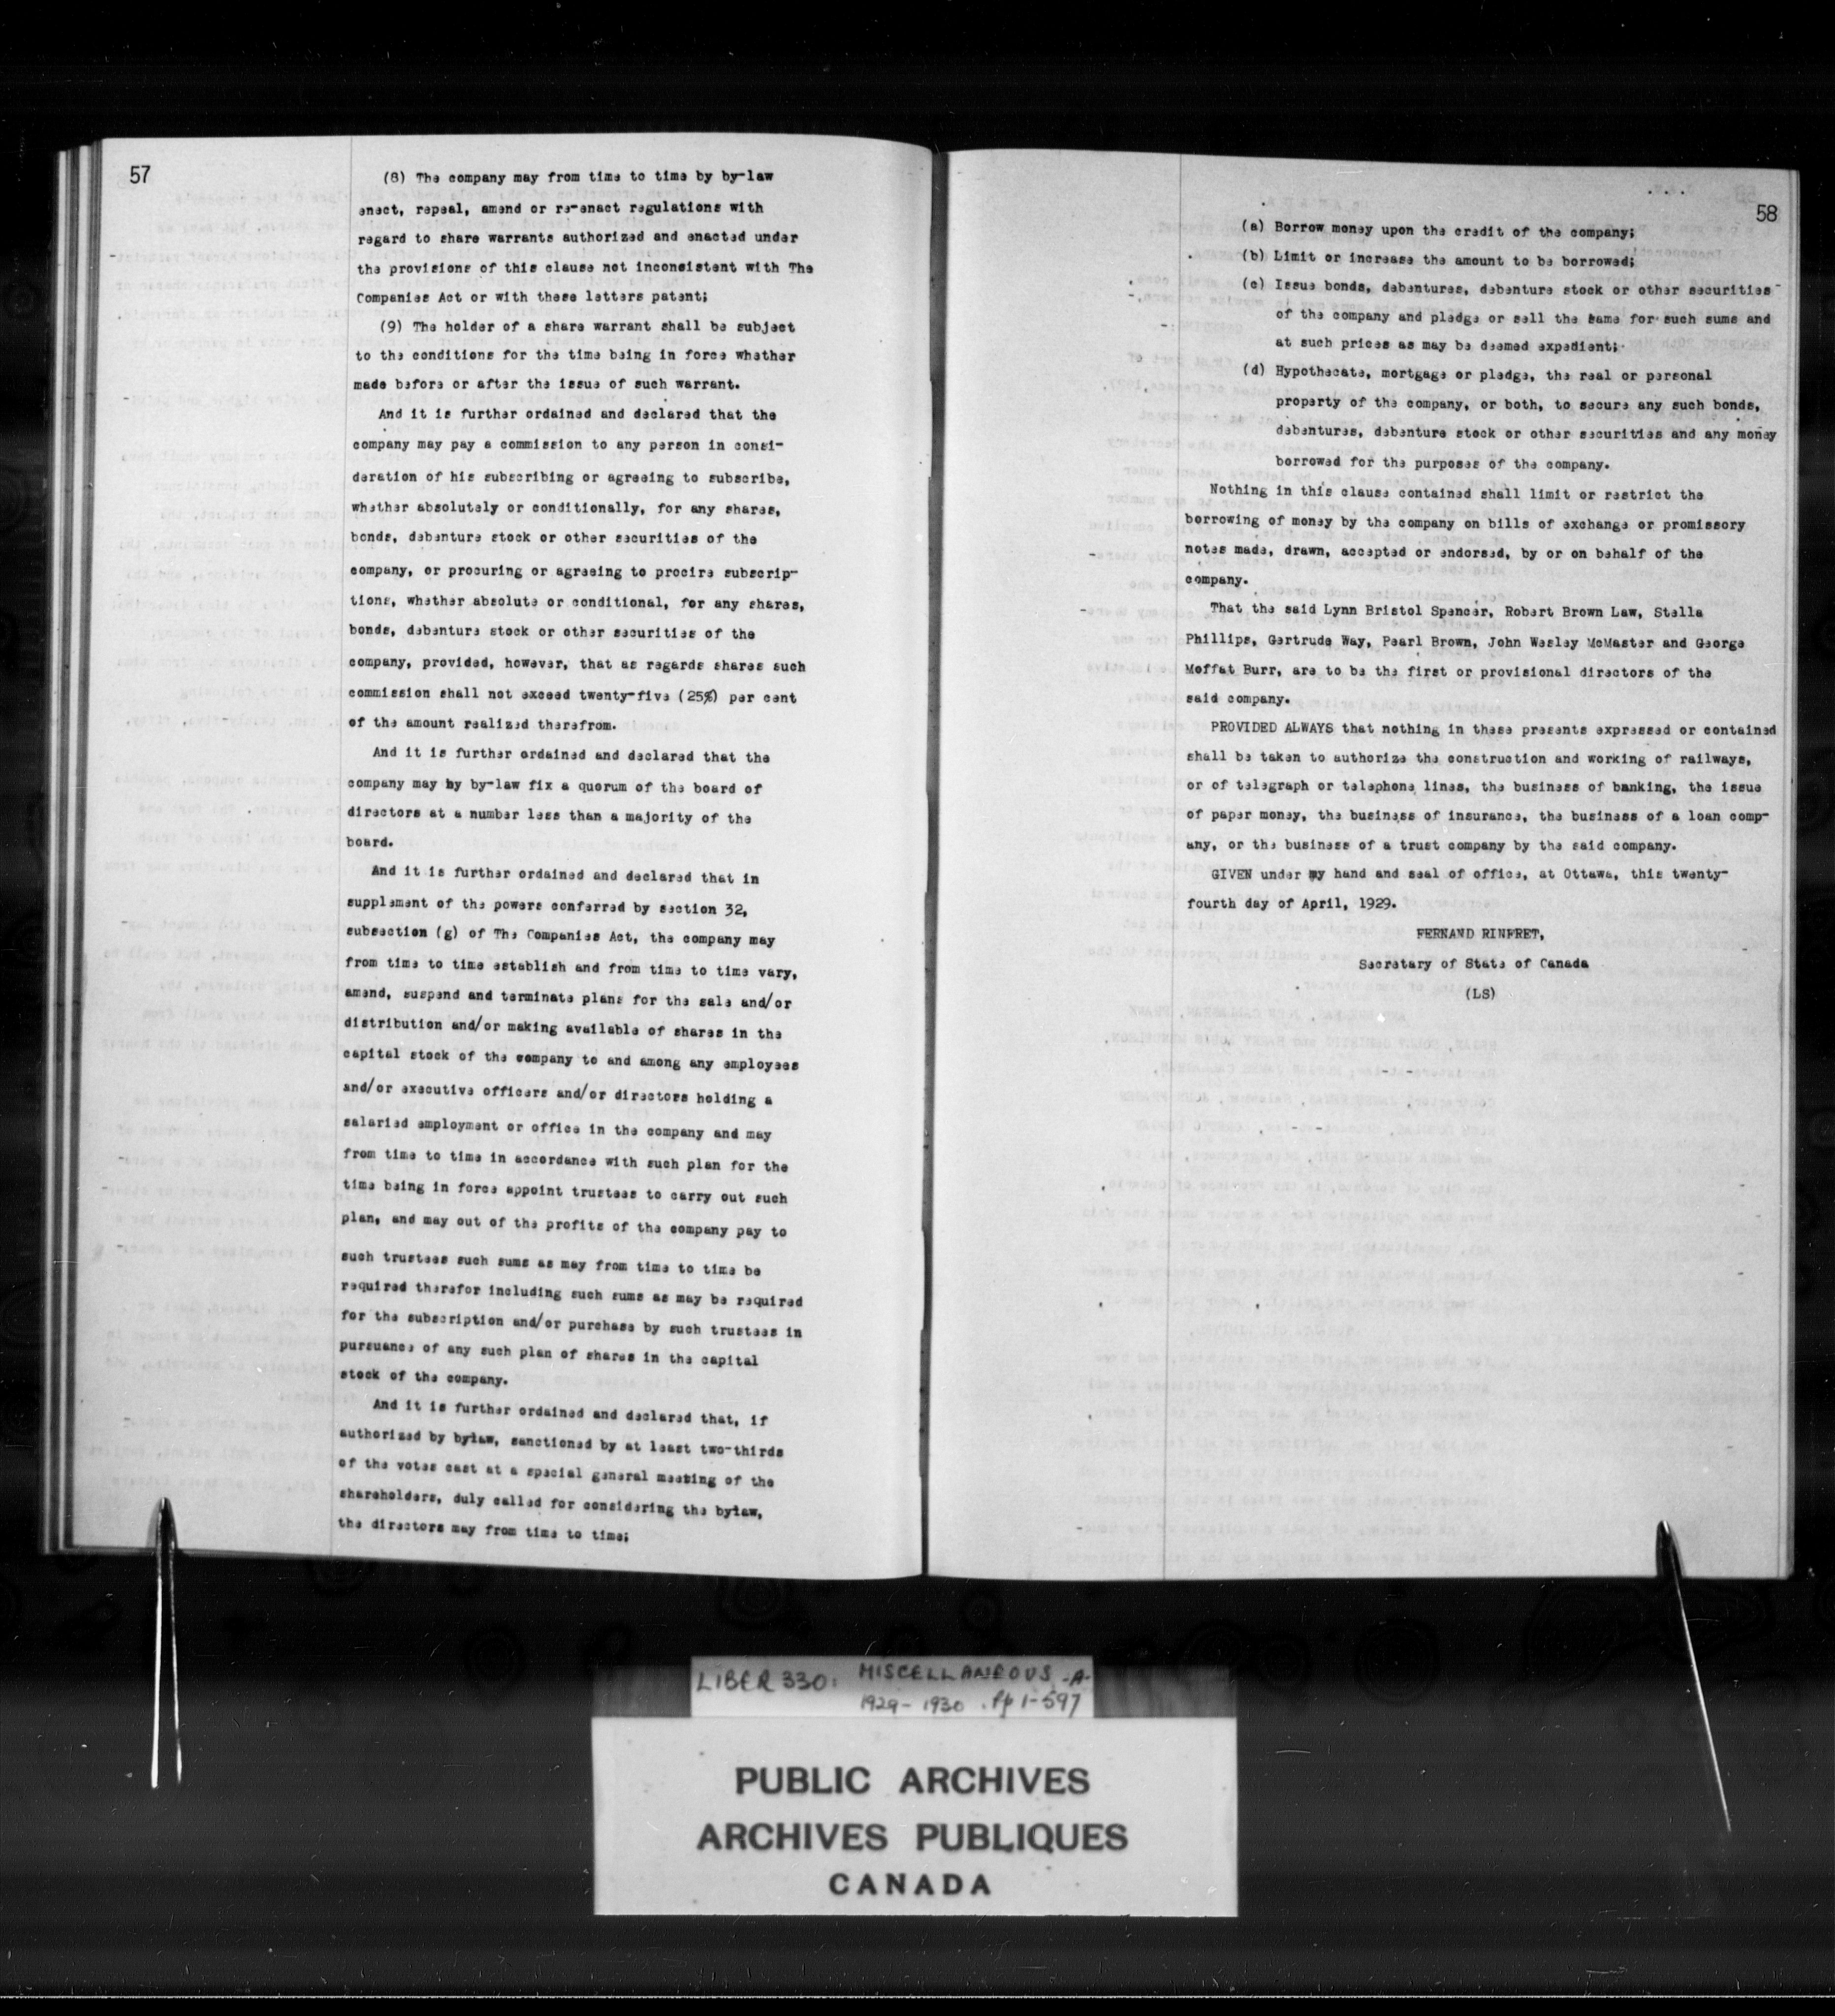 57
(8) The company may from time to time by by-law
enact, repeal, amend or re-enact regulations with
regard to share warrants authorized and enacted under
the provisions of this clause not inconsistent with The
Companies Act or with these letters patent;
(9) The holder of a share warrant shall be subject
to the conditions for the time being in force whether
made before or after the issue of such warrant.
And it is further ordained and declared that the
company may pay a commission to any person in consi-
deration of his subscribing or agreeing to subscribe,
whether absolutely or conditionally, for any shares,
bonds, debenture stock or other securities of the
company, or procuring or agreeing to procire subscrip-
tions, whether absolute or conditional, for any shares,
bonds, debenture stock or other securities of the
company, provided, however, that as regards shares such
commission shall not exceed twenty-five (25%) per cent
of the amount realized therefrom.
And it is further ordained and declared that the
company may by by-law fix a quorum of the board of
directors at a number less than a majority of the
board.
And it is further ordained and declared that in
supplement of the powers conferred by section 32,
subsection (g) of The Companies Act, the company may
from time to time establish and from time to time vary,
amend, suspend and terminate plans for the sale and/or
distribution and/or making available of shares in the
capital stock of the company to and among any employees
and/or executive officers and/or directors holding a
salaried employment or office in the company and may
from time to time in accordance with such plan for the
time being in force appoint trustees to carry out such
plan, and may out of the profits of the company pay to
such trustees such sums as may from time to time be
required therefor including such sums as may be required
for the subscription and/or purchase by such trustees in
pursuance of any such plan of shares in the capital
stock of the company.
And it is further ordained and declared that, if
authorized by bylaw, sanctioned by at least two-thirds
of the votes cast at a special general meeting of the
shareholders, duly called for considering the bylaw,
the directors may from time to time;
58
(a) Borrow money upon the credit of the company;
(b) Limit or increase the amount to be borrowed;
(c) Issue bonds, debentures, debenture stock or other securities
of the company and pledge or sell the same for such sums and
at such prices as may be deemed expedient;
(d) Hypothecate, mortgage or pledge, the real or personal
property of the company, or both, to secure any such bonds,
debentures, debenture stock or other securities and any money
borrowed for the purposes of the company.
Nothing in this clause contained shall limit or restrict the
borrowing of money by the company on bills of exchange or promissory
notes made, drawn, accepted or endorsed, by or on behalf of the
company.
That the said Lynn Bristol Spencer, Robert Brown Law, Stella
Phillips, Gertrude Way, Pearl Brown, John Wesley McMaster and George
Moffat Burr, are to be the first or provisional directors of the
said company.
PROVIDED ALWAYS that nothing in these presents expressed or contained
shall be taken to authorize the construction and working of railways,
or of telegraph or telephone lines, the business of banking, the issue
of paper money, the business of insurance, the business of a loan comp-
any, or the business of a trust company by the said company.
GIVEN under my hand and seal of office, at Ottawa, this twenty-
fourth day of April, 1929.
FERNAND RINFRET,
Secretary of State of Canada
(LS)
LIBER 330: MISCELLANEOUS -A-
1929-1930 . Pp 1-597
PUBLIC ARCHIVES
ARCHIVES PUBLIQUES
CANADA